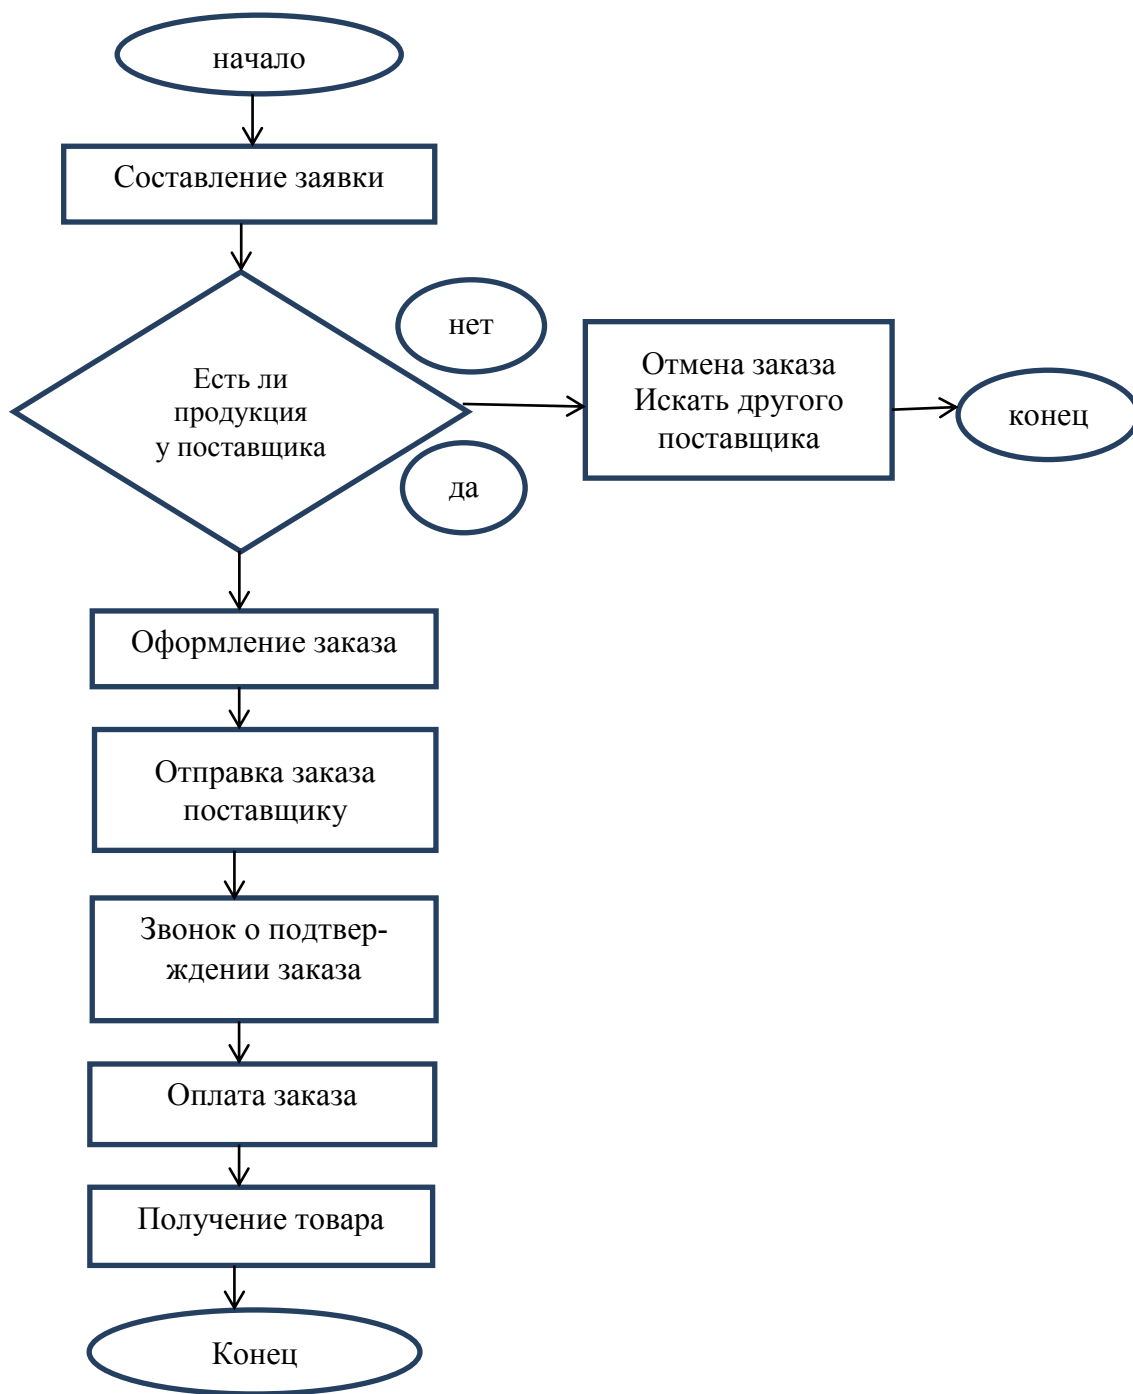 начало
Составление заявки
Есть ли
продукция
у поставщика
нет
Отмена заказа
Искать другого
поставщика
конец
да
Оформление заказа
Отправка заказа
поставщику
Звонок о подтвер-
ждении заказа
Оплата заказа
Получение товара
Конец